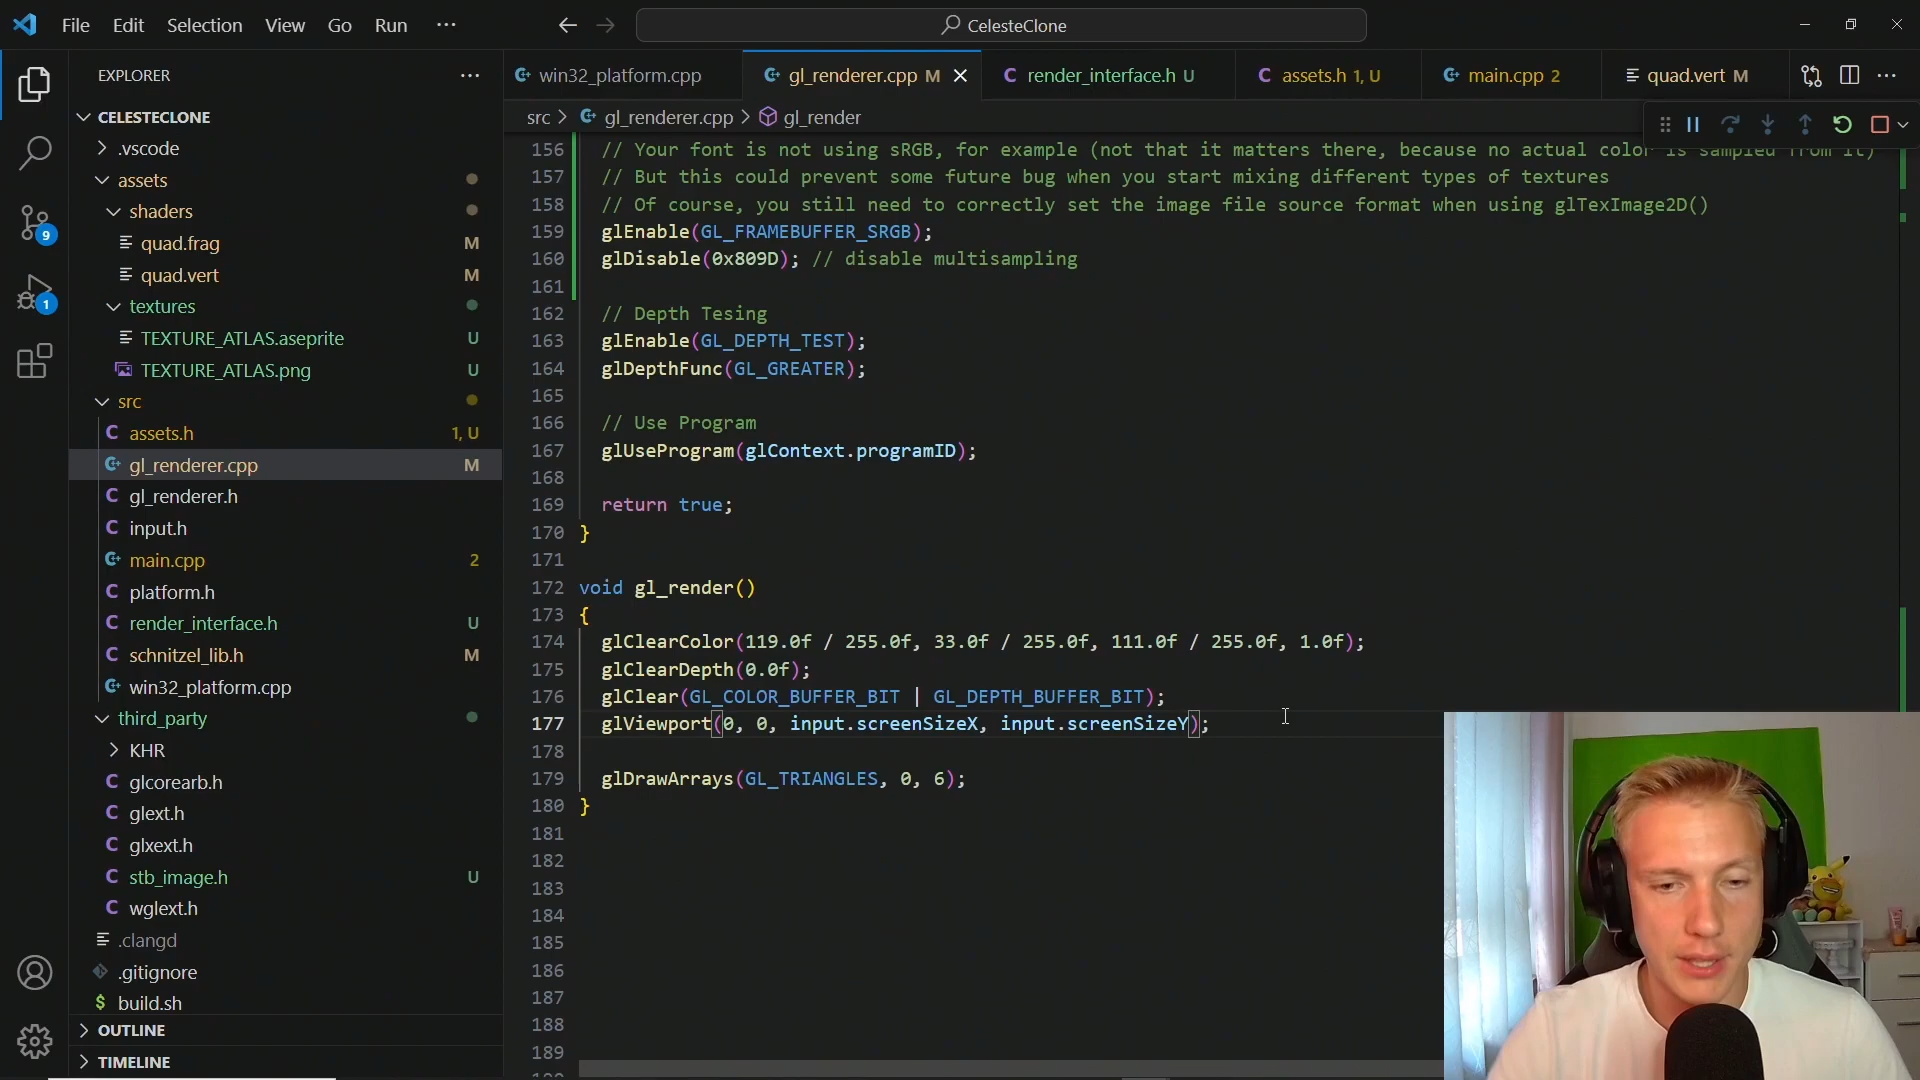 File Edit Selection View Go Run ···
CelesteClone
EXPLORER
win32_platform.cpp
gl_renderer.cpp M
render_interface.h U
assets.h 1, U
main.cpp 2
quad.vert M
src > gl_renderer.cpp > gl_render
CELESTECLONE
.vscode
assets
shaders
quad.frag M
quad.vert M
textures
TEXTURE_ATLAS.aseprite U
TEXTURE_ATLAS.png U
src
assets.h 1, U
gl_renderer.cpp M
gl_renderer.h
input.h
main.cpp 2
platform.h
render_interface.h U
schnitzel_lib.h M
win32_platform.cpp
third_party
KHR
glcorearb.h
glext.h
glxext.h
stb_image.h U
wglext.h
.clangd
.gitignore
$ build.sh
OUTLINE
TIMELINE
9
1
156 // Your font is not using sRGB, for example (not that it matters there, because no actual color is sampled from it)
157 // But this could prevent some future bug when you start mixing different types of textures
158 // Of course, you still need to correctly set the image file source format when using glTexImage2D()
159 glEnable(GL_FRAMEBUFFER_SRGB);
160 glDisable(0x809D); // disable multisampling
161
162 // Depth Tesing
163 glEnable(GL_DEPTH_TEST);
164 glDepthFunc(GL_GREATER);
165
166 // Use Program
167 glUseProgram(glContext.programID);
168
169 return true;
170 }
171
172 void gl_render()
173 {
174 glClearColor(119.0f / 255.0f, 33.0f / 255.0f, 111.0f / 255.0f, 1.0f);
175 glClearDepth(0.0f);
176 glClear(GL_COLOR_BUFFER_BIT | GL_DEPTH_BUFFER_BIT);
177 glViewport(0, 0, input.screenSizeX, input.screenSizeY);
178
179 glDrawArrays(GL_TRIANGLES, 0, 6);
180 }
181
182
183
184
185
186
187
188
189